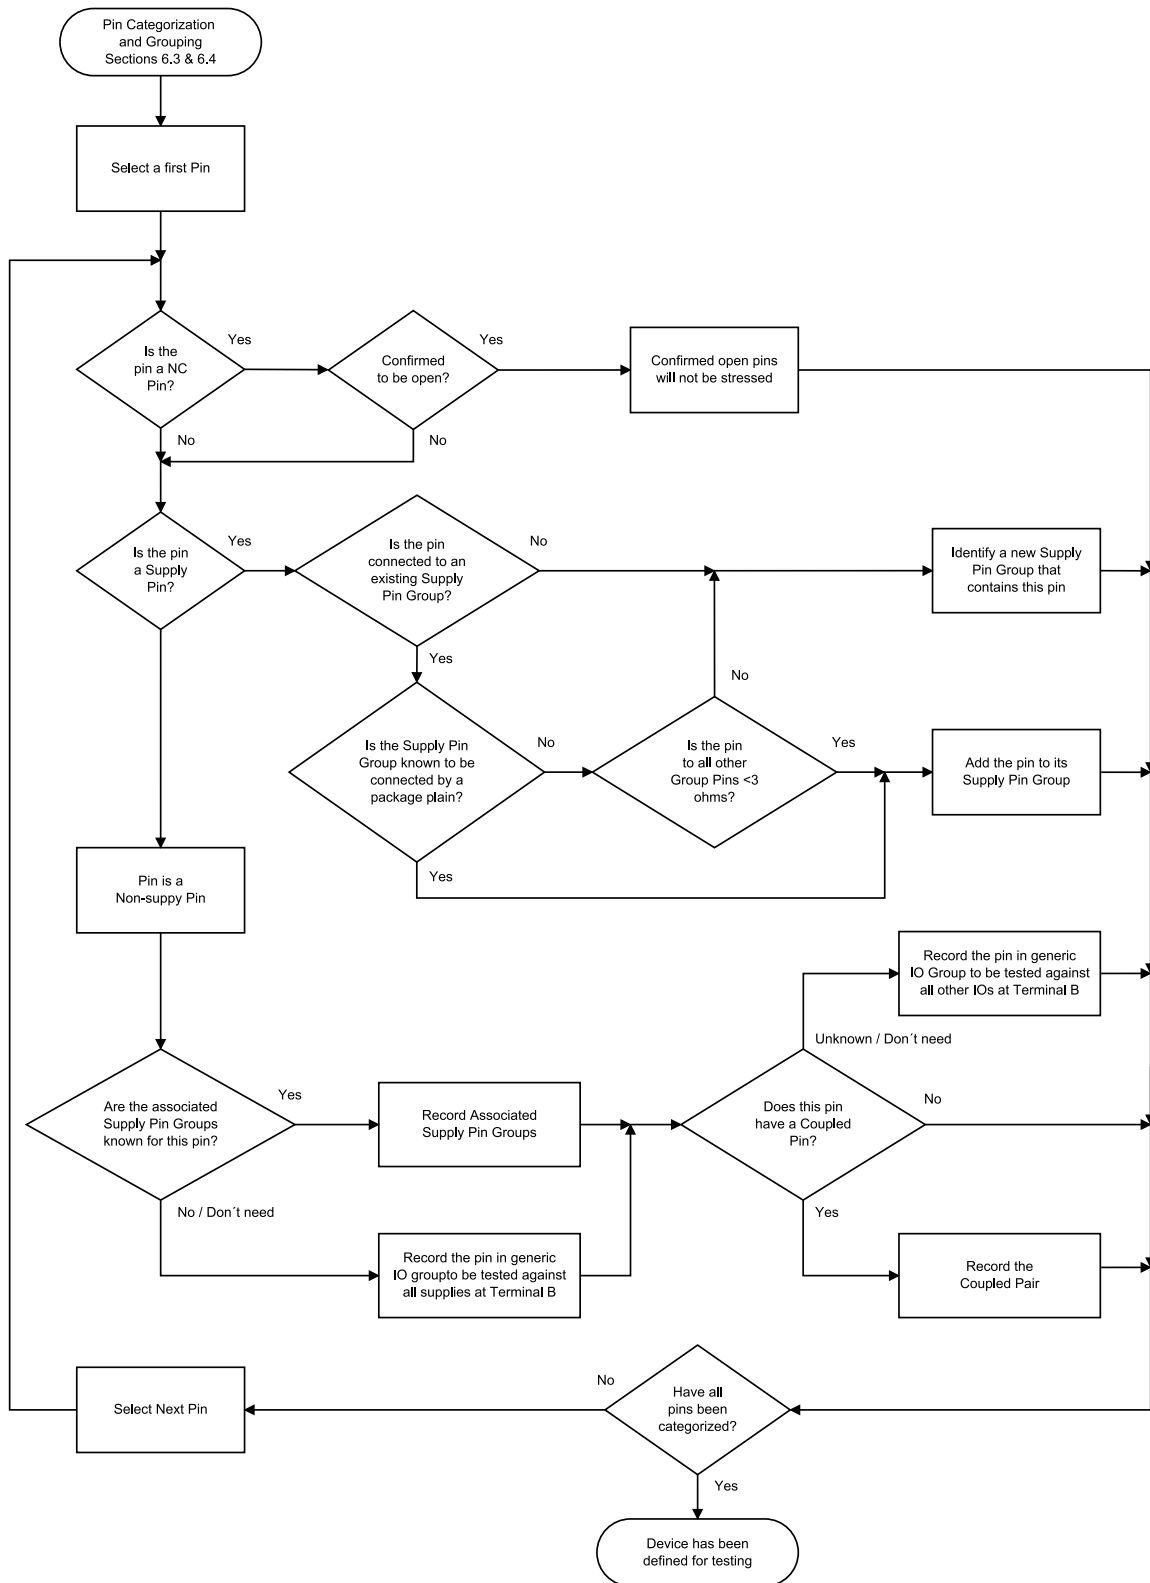 Pin Categorization
and Grouping
Sections 6.3 & 6.4
Select a first Pin
Is the
pin a NC
Pin?
Yes
No
Confirmed
to be open?
Yes
No
Confirmed open pins
will not be stressed
Is the pin
a Supply
Pin?
Yes
Is the pin
connected to an
existing Supply
Pin Group?
No
Yes
Identify a new Supply
Pin Group that
contains this pin
Is the Supply Pin
Group known to be
connected by a
package plain?
No
Yes
Is the pin
to all other
Group Pins <3
ohms?
No
Yes
Add the pin to its
Supply Pin Group
Pin is a
Non-suppy Pin
Are the associated
Supply Pin Groups
known for this pin?
Yes
No / Don´t need
Record Associated
Supply Pin Groups
Record the pin in generic
IO groupto be tested against
all supplies at Terminal B
Does this pin
have a Coupled
Pin?
Unknown / Don´t need
No
Yes
Record the pin in generic
IO Group to be tested against
all other IOs at Terminal B
Record the
Coupled Pair
Have all
pins been
categorized?
No
Yes
Select Next Pin
Device has been
defined for testing